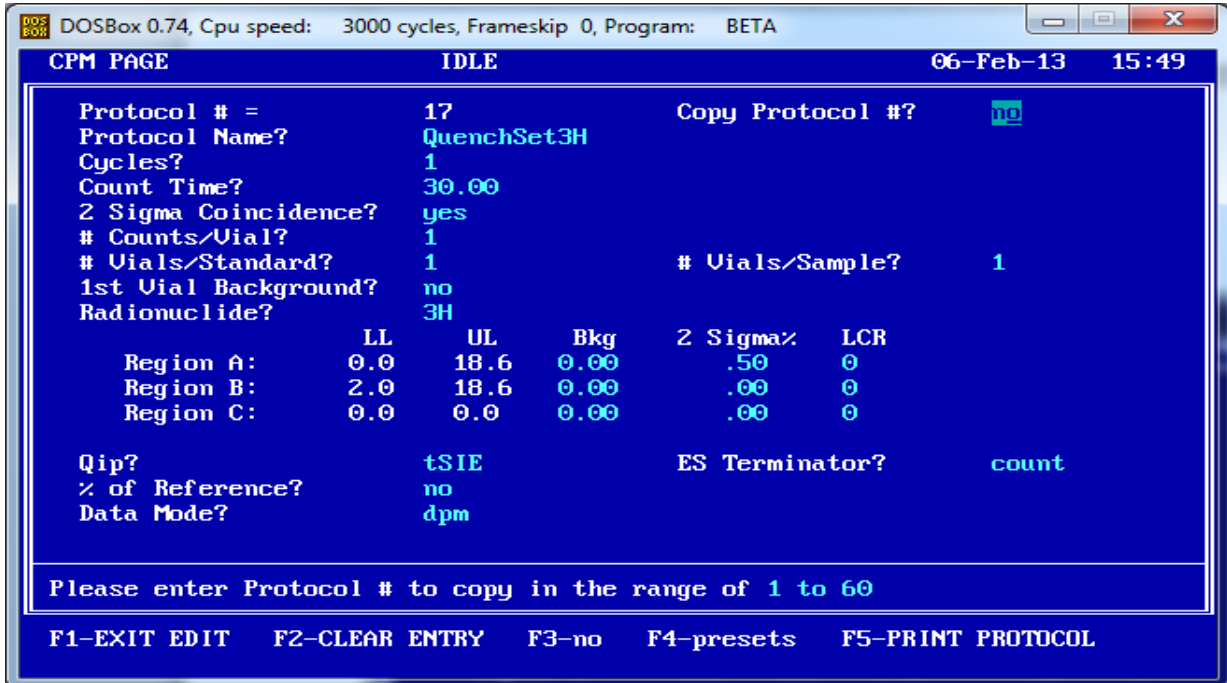 DOSBox 0.74, Cpu speed: 3000 cycles, Frameskip 0, Program: BETA
CPM PAGE IDLE 06-Feb-13 15:49
Protocol # = 17 Copy Protocol #? no
Protocol Name? QuenchSet3H
Cycles? 1
Count Time? 30.00
2 Sigma Coincidence? yes
# Counts/Vial? 1
# Vials/Standard? 1 # Vials/Sample? 1
1st Vial Background? no
Radionuclide? 3H
LL UL Bkg 2 Sigma% LCR
Region A: 0.0 18.6 0.00 .50 0
Region B: 2.0 18.6 0.00 .00 0
Region C: 0.0 0.0 0.00 .00 0
Qip? tSIE ES Terminator? count
% of Reference? no
Data Mode? dpm
Please enter Protocol # to copy in the range of 1 to 60
F1-EXIT EDIT F2-CLEAR ENTRY F3-no F4-presets F5-PRINT PROTOCOL